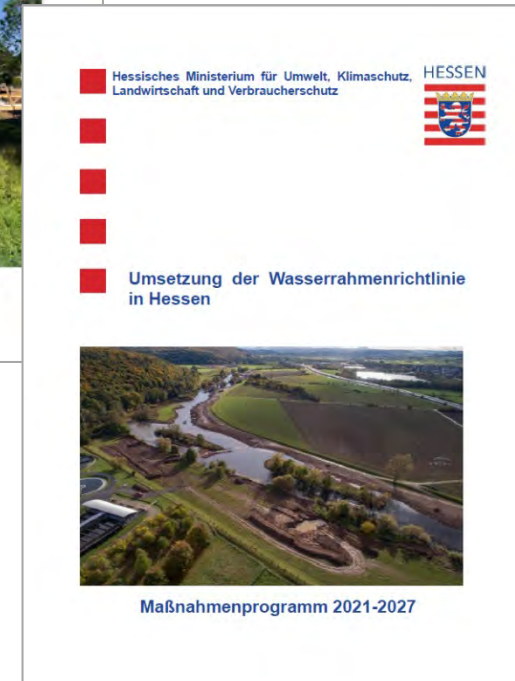 Hessisches Ministerium für Umwelt, Klimaschutz,
Landwirtschaft und Verbraucherschutz
HESSEN
Umsetzung der Wasserrahmenrichtlinie
in Hessen
Maßnahmenprogramm 2021-2027